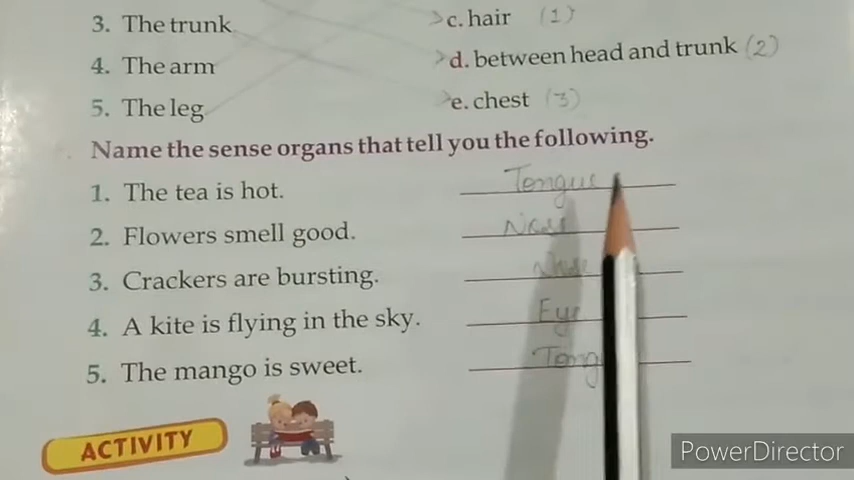 3. The trunk c. hair (1)
4. The arm d. between head and trunk (2)
5. The leg e. chest (3)
Name the sense organs that tell you the following.
1. The tea is hot. Tongue
2. Flowers smell good. Nose
3. Crackers are bursting.
4. A kite is flying in the sky. Eye
5. The mango is sweet. Tong
ACTIVITY
PowerDirector